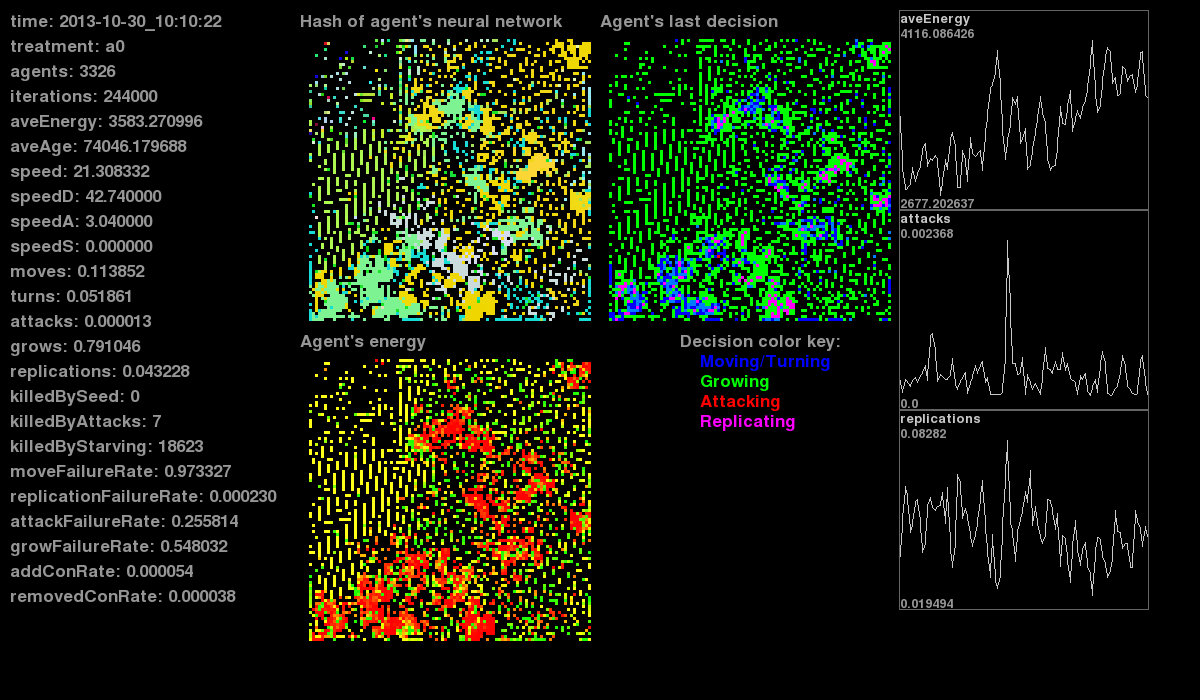 time: 2013-10-30_10:10:22
treatment: a0
agents: 3326
iterations: 244000
aveEnergy: 3583.270996
aveAge: 74046.179688
speed: 21.308332
speedD: 42.740000
speedA: 3.040000
speedS: 0.000000
moves: 0.113852
turns: 0.051861
attacks: 0.000013
grows: 0.791046
replications: 0.043228
killedBySeed: 0
killedByAttacks: 7
killedByStarving: 18623
moveFailureRate: 0.973327
replicationFailureRate: 0.000230
attackFailureRate: 0.255814
growFailureRate: 0.548032
addConRate: 0.000054
removedConRate: 0.000038
Hash of agent's neural network
Agent's last decision
Agent's energy
Decision color key:
Moving/Turning
Growing
Attacking
Replicating
aveEnergy
4116.086426
2677.202637
attacks
0.002368
0.0
replications
0.08282
0.019494